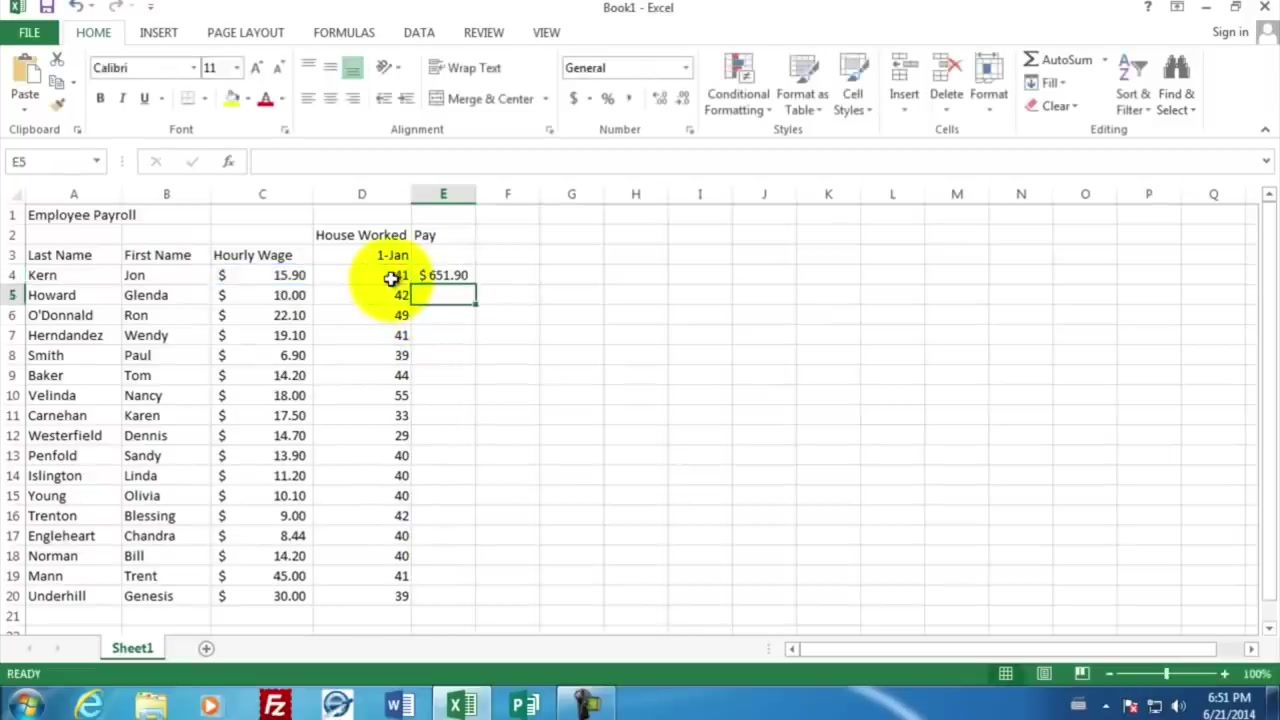 Book1 - Excel
FILE HOME INSERT PAGE LAYOUT FORMULAS DATA REVIEW VIEW Sign in
Calibri 11 Wrap Text General AutoSum
Paste Conditional Formatting Format as Table Cell Styles Insert Delete Format Fill Sort & Filter Find & Select
B I U Merge & Center $ % , Clear
Clipboard Font Alignment Number Styles Cells Editing
E5 fx
A B C D E F G H I J K L M N O P Q
1 Employee Payroll
2 House Worked Pay
3 Last Name First Name Hourly Wage 1-Jan
4 Kern Jon $ 15.90 41 $ 651.90
5 Howard Glenda $ 10.00 42
6 O'Donnald Ron $ 22.10 49
7 Herndandez Wendy $ 19.10 41
8 Smith Paul $ 6.90 39
9 Baker Tom $ 14.20 44
10 Velinda Nancy $ 18.00 55
11 Carnehan Karen $ 17.50 33
12 Westerfield Dennis $ 14.70 29
13 Penfold Sandy $ 13.90 40
14 Islington Linda $ 11.20 40
15 Young Olivia $ 10.10 40
16 Trenton Blessing $ 9.00 42
17 Engleheart Chandra $ 8.44 40
18 Norman Bill $ 14.20 40
19 Mann Trent $ 45.00 41
20 Underhill Genesis $ 30.00 39
21
Sheet1
READY 100%
6:51 PM
6/21/2014